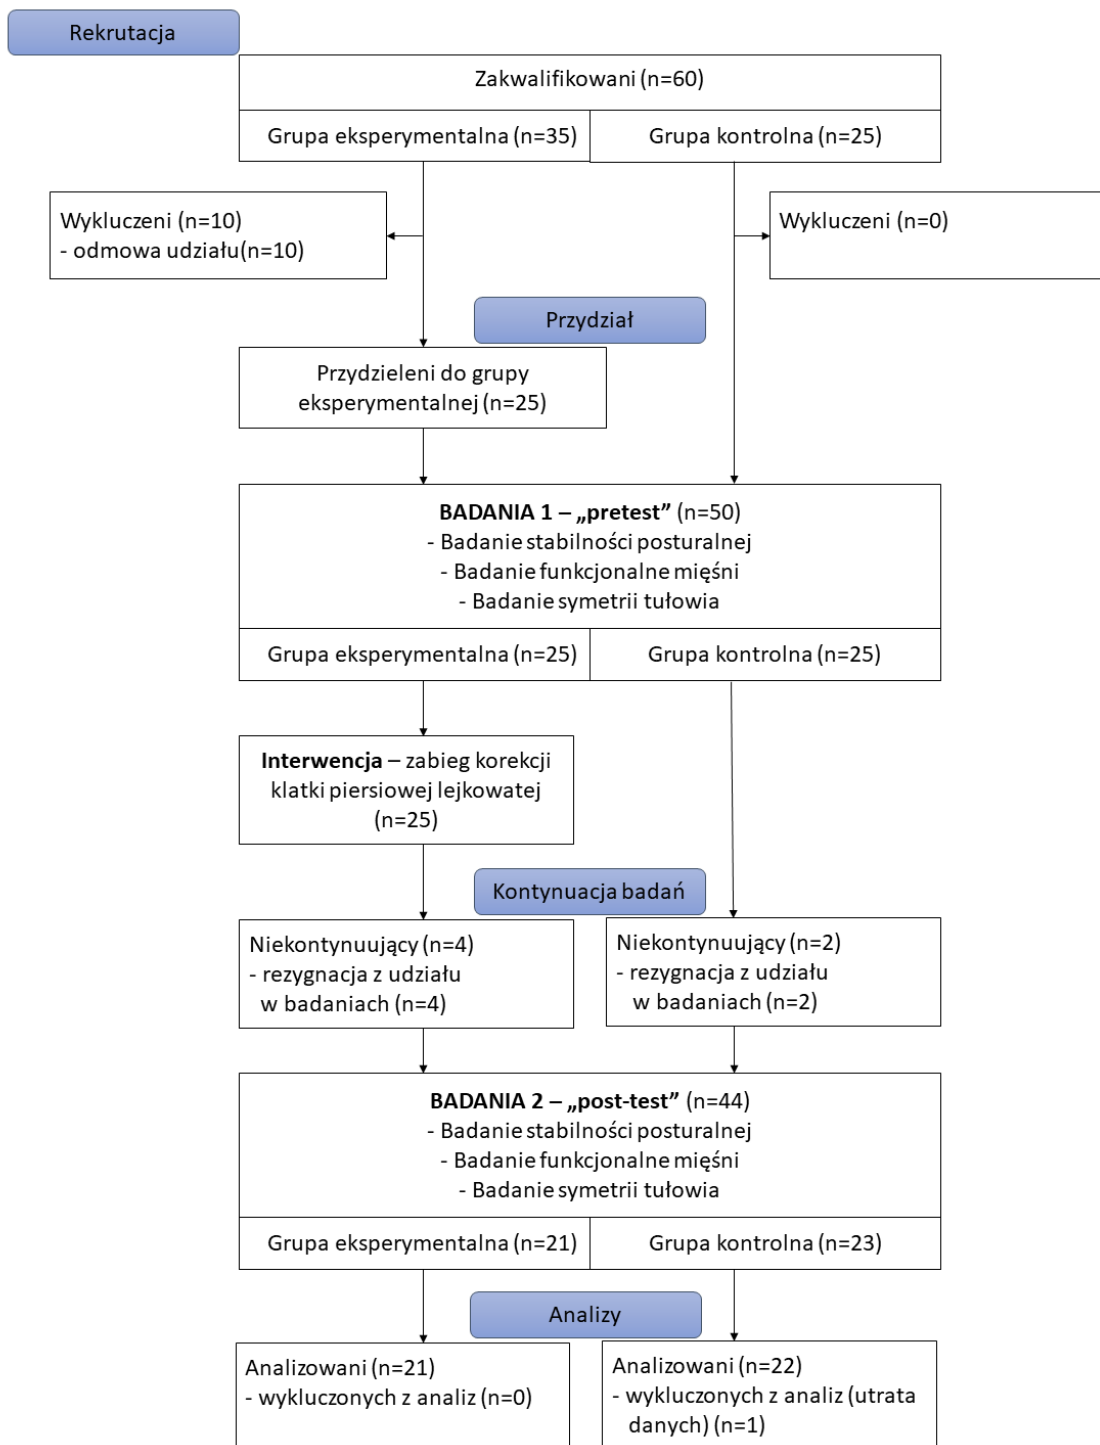 Rekrutacja
Zakwalifikowani (n=60)
Grupa eksperymentalna (n=35)
Grupa kontrolna (n=25)
Wykluczeni (n=10)
- odmowa udziału(n=10)
Wykluczeni (n=0)
Przydział
Przydzieleni do grupy
eksperymentalnej (n=25)
BADANIA 1 – „pretest” (n=50)
- Badanie stabilności posturalnej
- Badanie funkcjonalne mięśni
- Badanie symetrii tułowia
Grupa eksperymentalna (n=25)
Grupa kontrolna (n=25)
Interwencja – zabieg korekcji
klatki piersiowej lejkowatej
(n=25)
Kontynuacja badań
Niekontynuujący (n=4)
- rezygnacja z udziału
w badaniach (n=4)
Niekontynuujący (n=2)
- rezygnacja z udziału
w badaniach (n=2)
BADANIA 2 – „post-test” (n=44)
- Badanie stabilności posturalnej
- Badanie funkcjonalne mięśni
- Badanie symetrii tułowia
Grupa eksperymentalna (n=21)
Grupa kontrolna (n=23)
Analizy
Analizowani (n=21)
- wykluczonych z analiz (n=0)
Analizowani (n=22)
- wykluczonych z analiz (utrata
danych) (n=1)